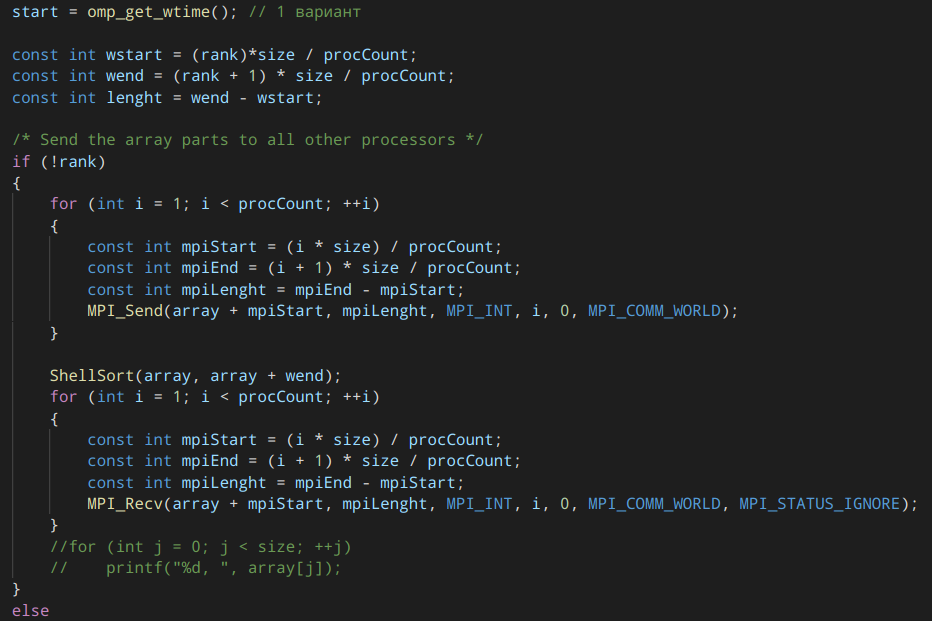 start = omp_get_wtime(); // 1 вариант
const int wstart = (rank)*size / procCount;
const int wend = (rank + 1) * size / procCount;
const int lenght = wend - wstart;
/* Send the array parts to all other processors */
if (!rank)
{
for (int i = 1; i < procCount; ++i)
{
const int mpiStart = (i * size) / procCount;
const int mpiEnd = (i + 1) * size / procCount;
const int mpiLenght = mpiEnd - mpiStart;
MPI_Send(array + mpiStart, mpiLenght, MPI_INT, i, 0, MPI_COMM_WORLD);
}
ShellSort(array, array + wend);
for (int i = 1; i < procCount; ++i)
{
const int mpiStart = (i * size) / procCount;
const int mpiEnd = (i + 1) * size / procCount;
const int mpiLenght = mpiEnd - mpiStart;
MPI_Recv(array + mpiStart, mpiLenght, MPI_INT, i, 0, MPI_COMM_WORLD, MPI_STATUS_IGNORE);
}
//for (int j = 0; j < size; ++j)
//    printf("%d, ", array[j]);
}
else